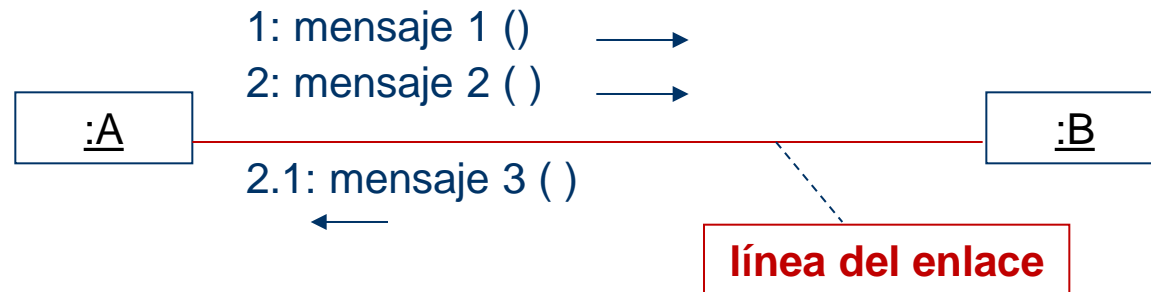 1: mensaje 1 ()
2: mensaje 2 ( )
:A
:B
2.1: mensaje 3 ( )
línea del enlace